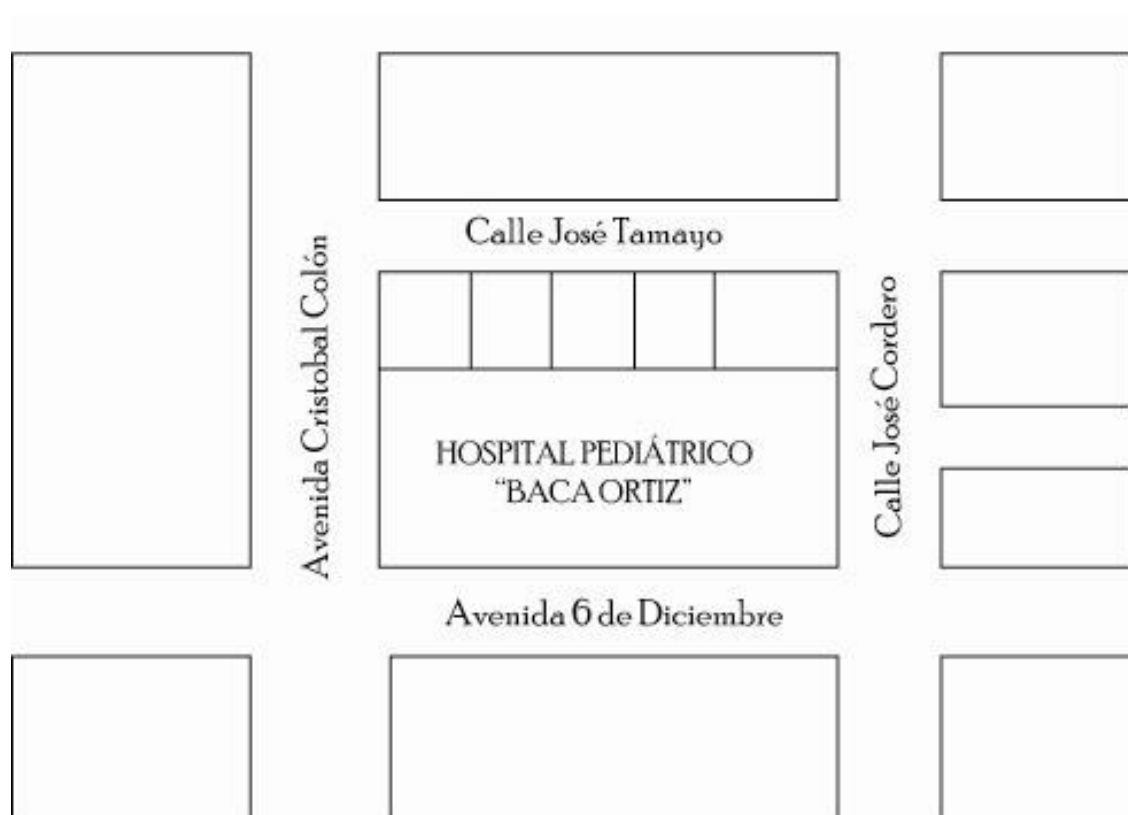 Calle José Tamayo
Avenida Cristobal Colón
Calle José Cordero
HOSPITAL PEDIÁTRICO
“BACA ORTIZ”
Avenida 6 de Diciembre